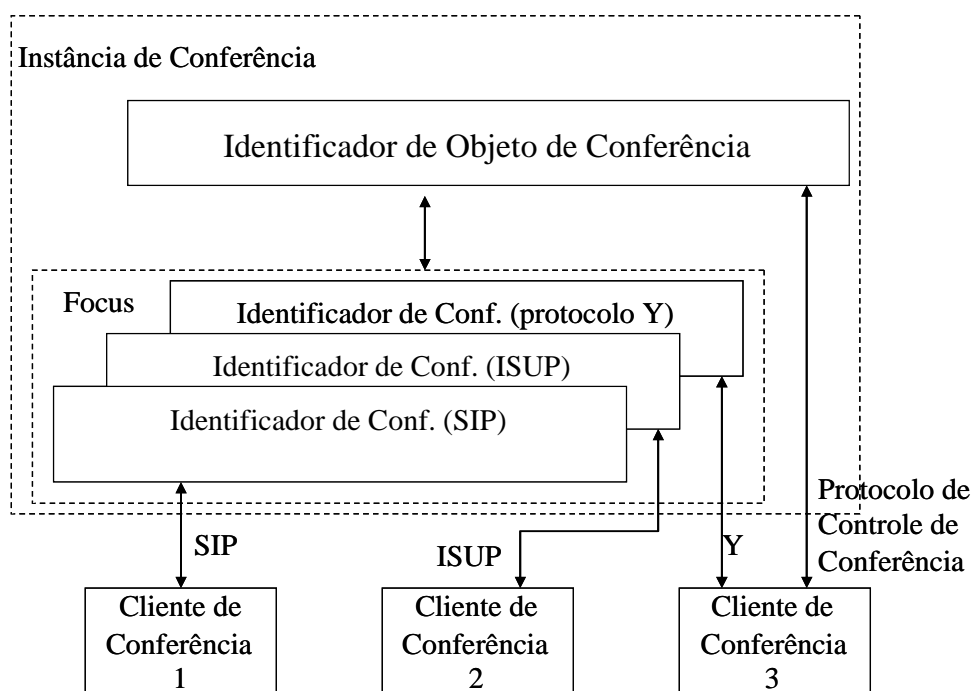 Instância de Conferência
Identificador de Objeto de Conferência
Focus
Identificador de Conf. (protocolo Y)
Identificador de Conf. (ISUP)
Identificador de Conf. (SIP)
SIP
ISUP
Y
Protocolo de
Controle de
Conferência
Cliente de
Conferência
1
Cliente de
Conferência
2
Cliente de
Conferência
3